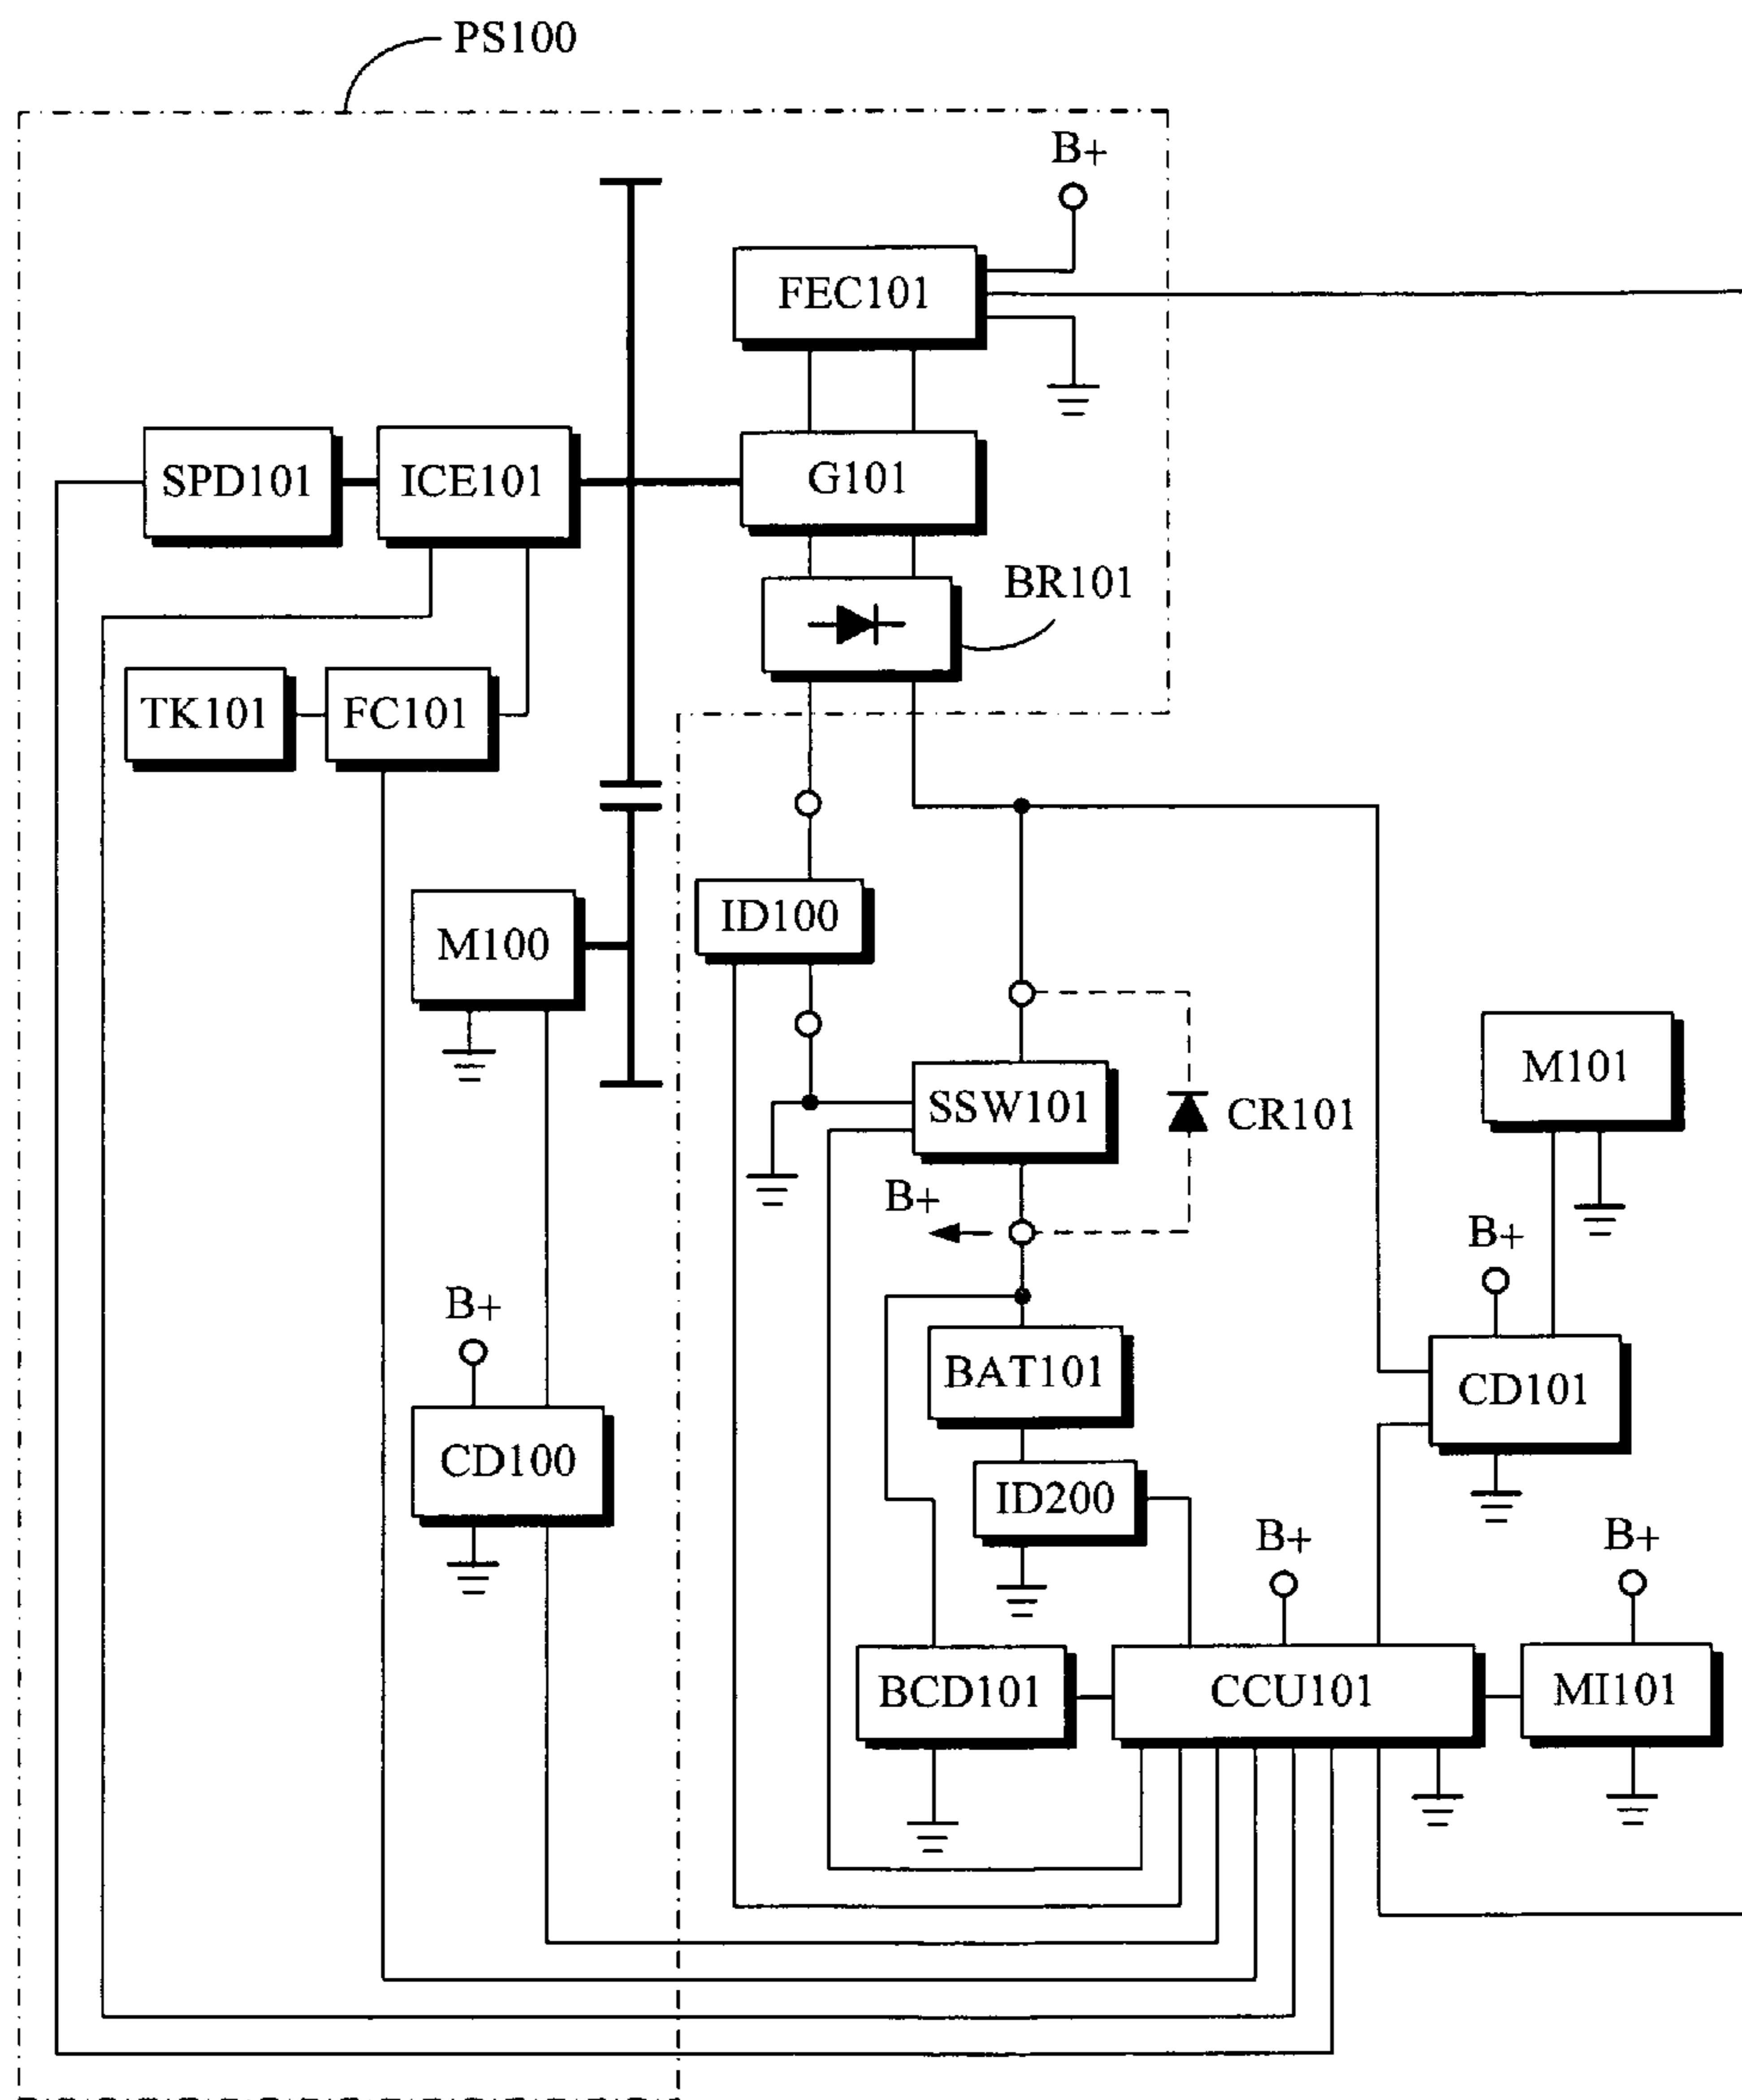 PS100
B+
FEC101
SPD101
ICE101
G101
BR101
TK101
FC101
ID100
M100
M101
SSW101
CR101
B+
B+
B+
BAT101
CD101
CD100
ID200
B+
B+
BCD101
CCU101
MI101